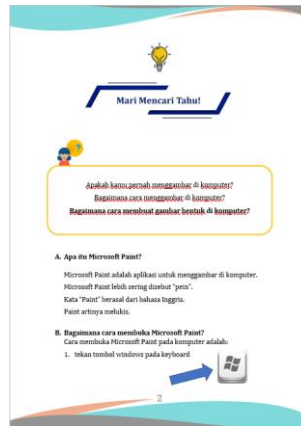 Mari Mencari Tahu!
Apakah kamu pernah menggambar di komputer?
Bagaimana cara menggambar di komputer?
Bagaimana cara membuat gambar bentuk di komputer?
A. Apa itu Microsoft Paint?
Microsoft Paint adalah aplikasi untuk menggambar di komputer.
Microsoft Paint lebih sering disebut "pein".
Kata "Paint" berasal dari bahasa Inggris.
Paint artinya melukis.
B. Bagaimana cara membuka Microsoft Paint?
Cara membuka Microsoft Paint pada komputer adalah:
1. tekan tombol windows pada keyboard
2